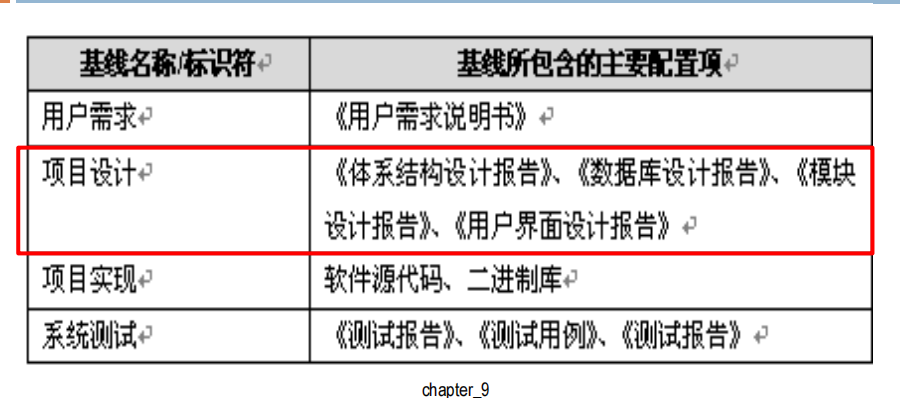 基线名称/标识符 基线所包含的主要配置项
用户需求 《用户需求说明书》
项目设计 《体系结构设计报告》、《数据库设计报告》、《模块
设计报告》、《用户界面设计报告》
项目实现 软件源代码、二进制库
系统测试 《测试报告》、《测试用例》、《测试报告》
chapter_9